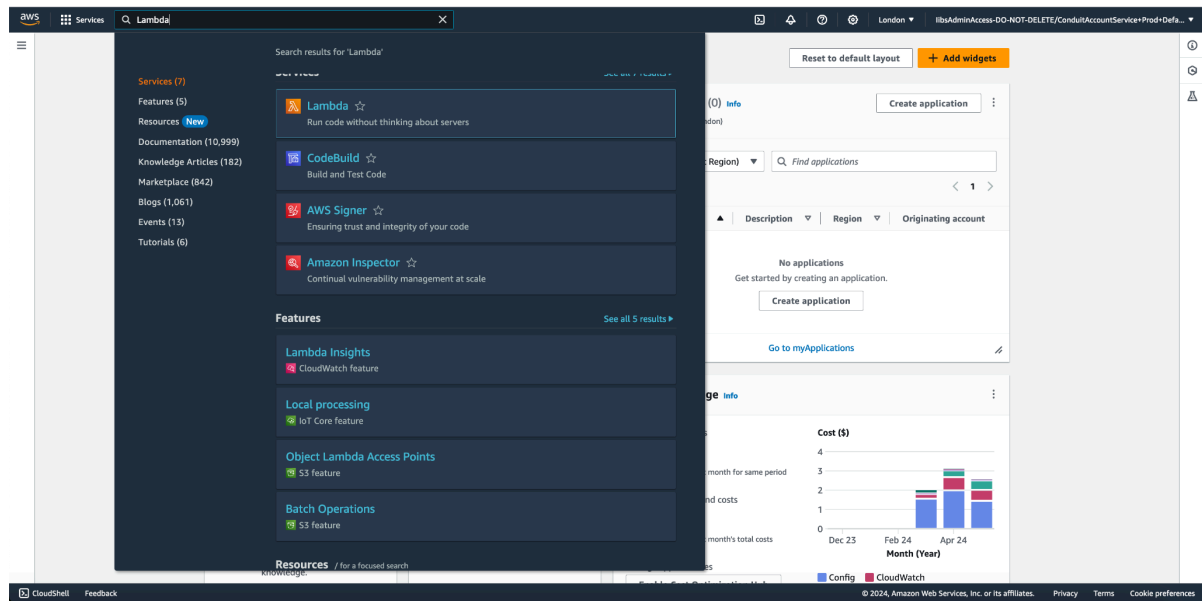 aws
Services
Lambda
London ▼
IibsAdminAccess-DO-NOT-DELETE/ConduitAccountService+Prod+Defa... ▼
Search results for 'Lambda'
Services (7)
Features (5)
Resources New
Documentation (10,999)
Knowledge Articles (182)
Marketplace (842)
Blogs (1,061)
Events (13)
Tutorials (6)
Services
See all 7 results ▶
Lambda
Run code without thinking about servers
CodeBuild
Build and Test Code
AWS Signer
Ensuring trust and integrity of your code
Amazon Inspector
Continual vulnerability management at scale
Features
See all 5 results ▶
Lambda Insights
CloudWatch feature
Local processing
IoT Core feature
Object Lambda Access Points
S3 feature
Batch Operations
S3 feature
Resources / for a focused search
knowledge.
Reset to default layout
+ Add widgets
(0) Info
Create application
Region) ▼
Find applications
1
Description
Region
Originating account
No applications
Get started by creating an application.
Create application
Go to myApplications
ge Info
Cost ($)
4
3
2
1
0
Dec 23
Feb 24
Apr 24
Month (Year)
Config
CloudWatch
month for same period
nd costs
month's total costs
CloudShell
Feedback
© 2024, Amazon Web Services, Inc. or its affiliates.
Privacy
Terms
Cookie preferences